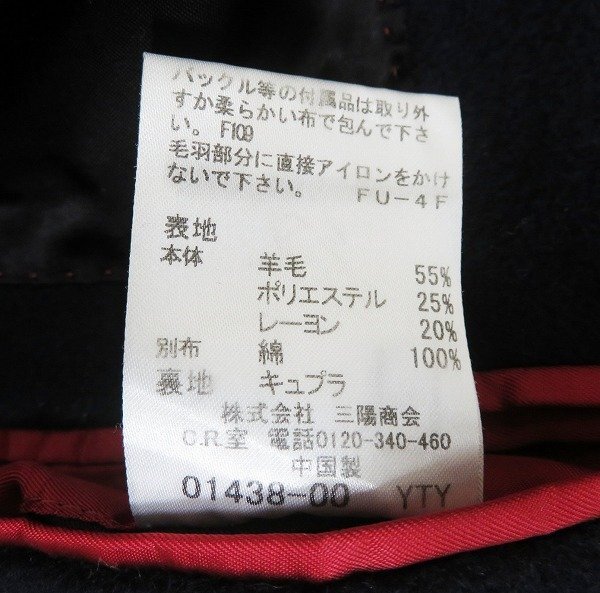 バックル等の付属品は取り外
すか柔らかい布で包んで下さ
い。 F109
毛羽部分に直接アイロンをかけ
ないで下さい。 FU-4F
表地
本体 羊毛 55%
ポリエステル 25%
レーヨン 20%
別布 綿 100%
裏地 キュプラ
株式会社 三陽商会
C.R.室 電話0120-340-460
中国製
01438-00 YTY